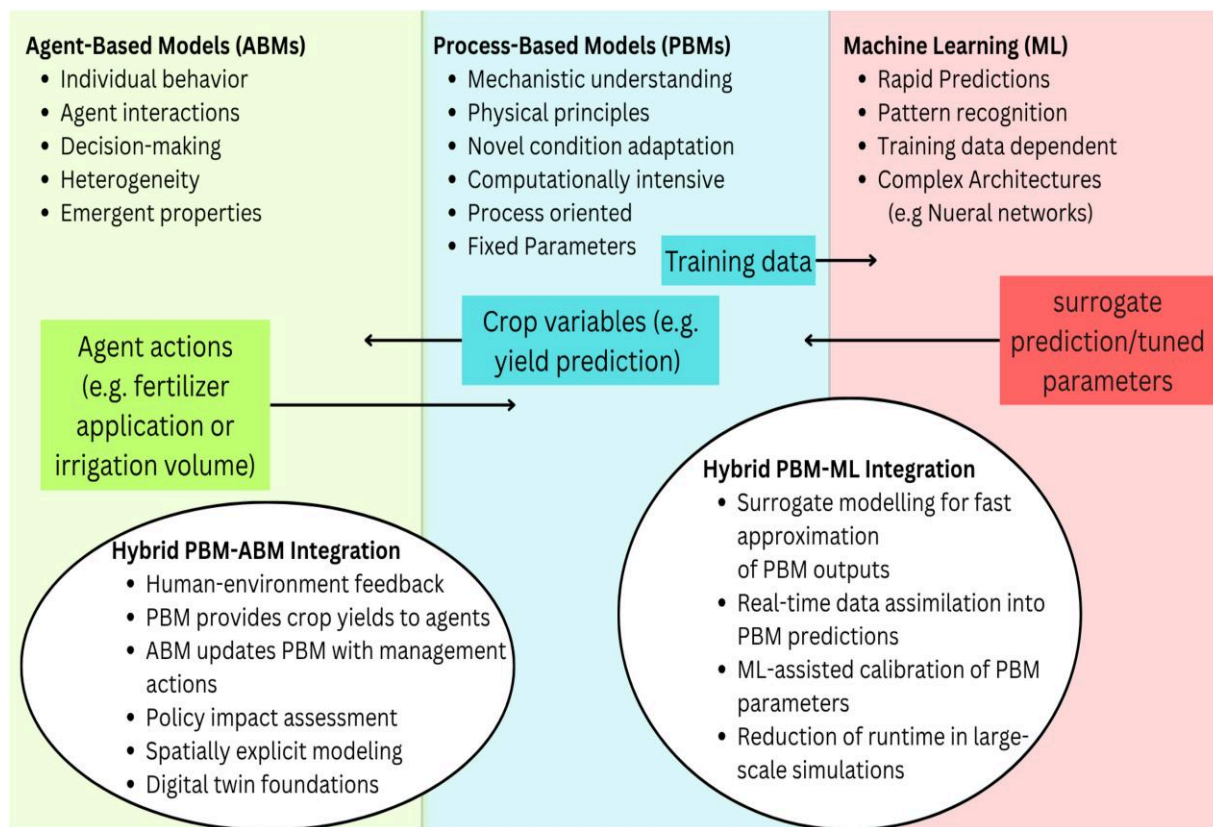 Agent-Based Models (ABMs)
• Individual behavior
• Agent interactions
• Decision-making
• Heterogeneity
• Emergent properties
Process-Based Models (PBMs)
• Mechanistic understanding
• Physical principles
• Novel condition adaptation
• Computationally intensive
• Process oriented
• Fixed Parameters
Machine Learning (ML)
• Rapid Predictions
• Pattern recognition
• Training data dependent
• Complex Architectures
(e.g Nueral networks)
Training data
Agent actions
(e.g. fertilizer
application or
irrigation volume)
Crop variables (e.g.
yield prediction)
surrogate
prediction/tuned
parameters
Hybrid PBM-ABM Integration
• Human-environment feedback
• PBM provides crop yields to agents
• ABM updates PBM with management
actions
• Policy impact assessment
• Spatially explicit modeling
• Digital twin foundations
Hybrid PBM-ML Integration
• Surrogate modelling for fast
approximation
of PBM outputs
• Real-time data assimilation into
PBM predictions
• ML-assisted calibration of PBM
parameters
• Reduction of runtime in large-
scale simulations